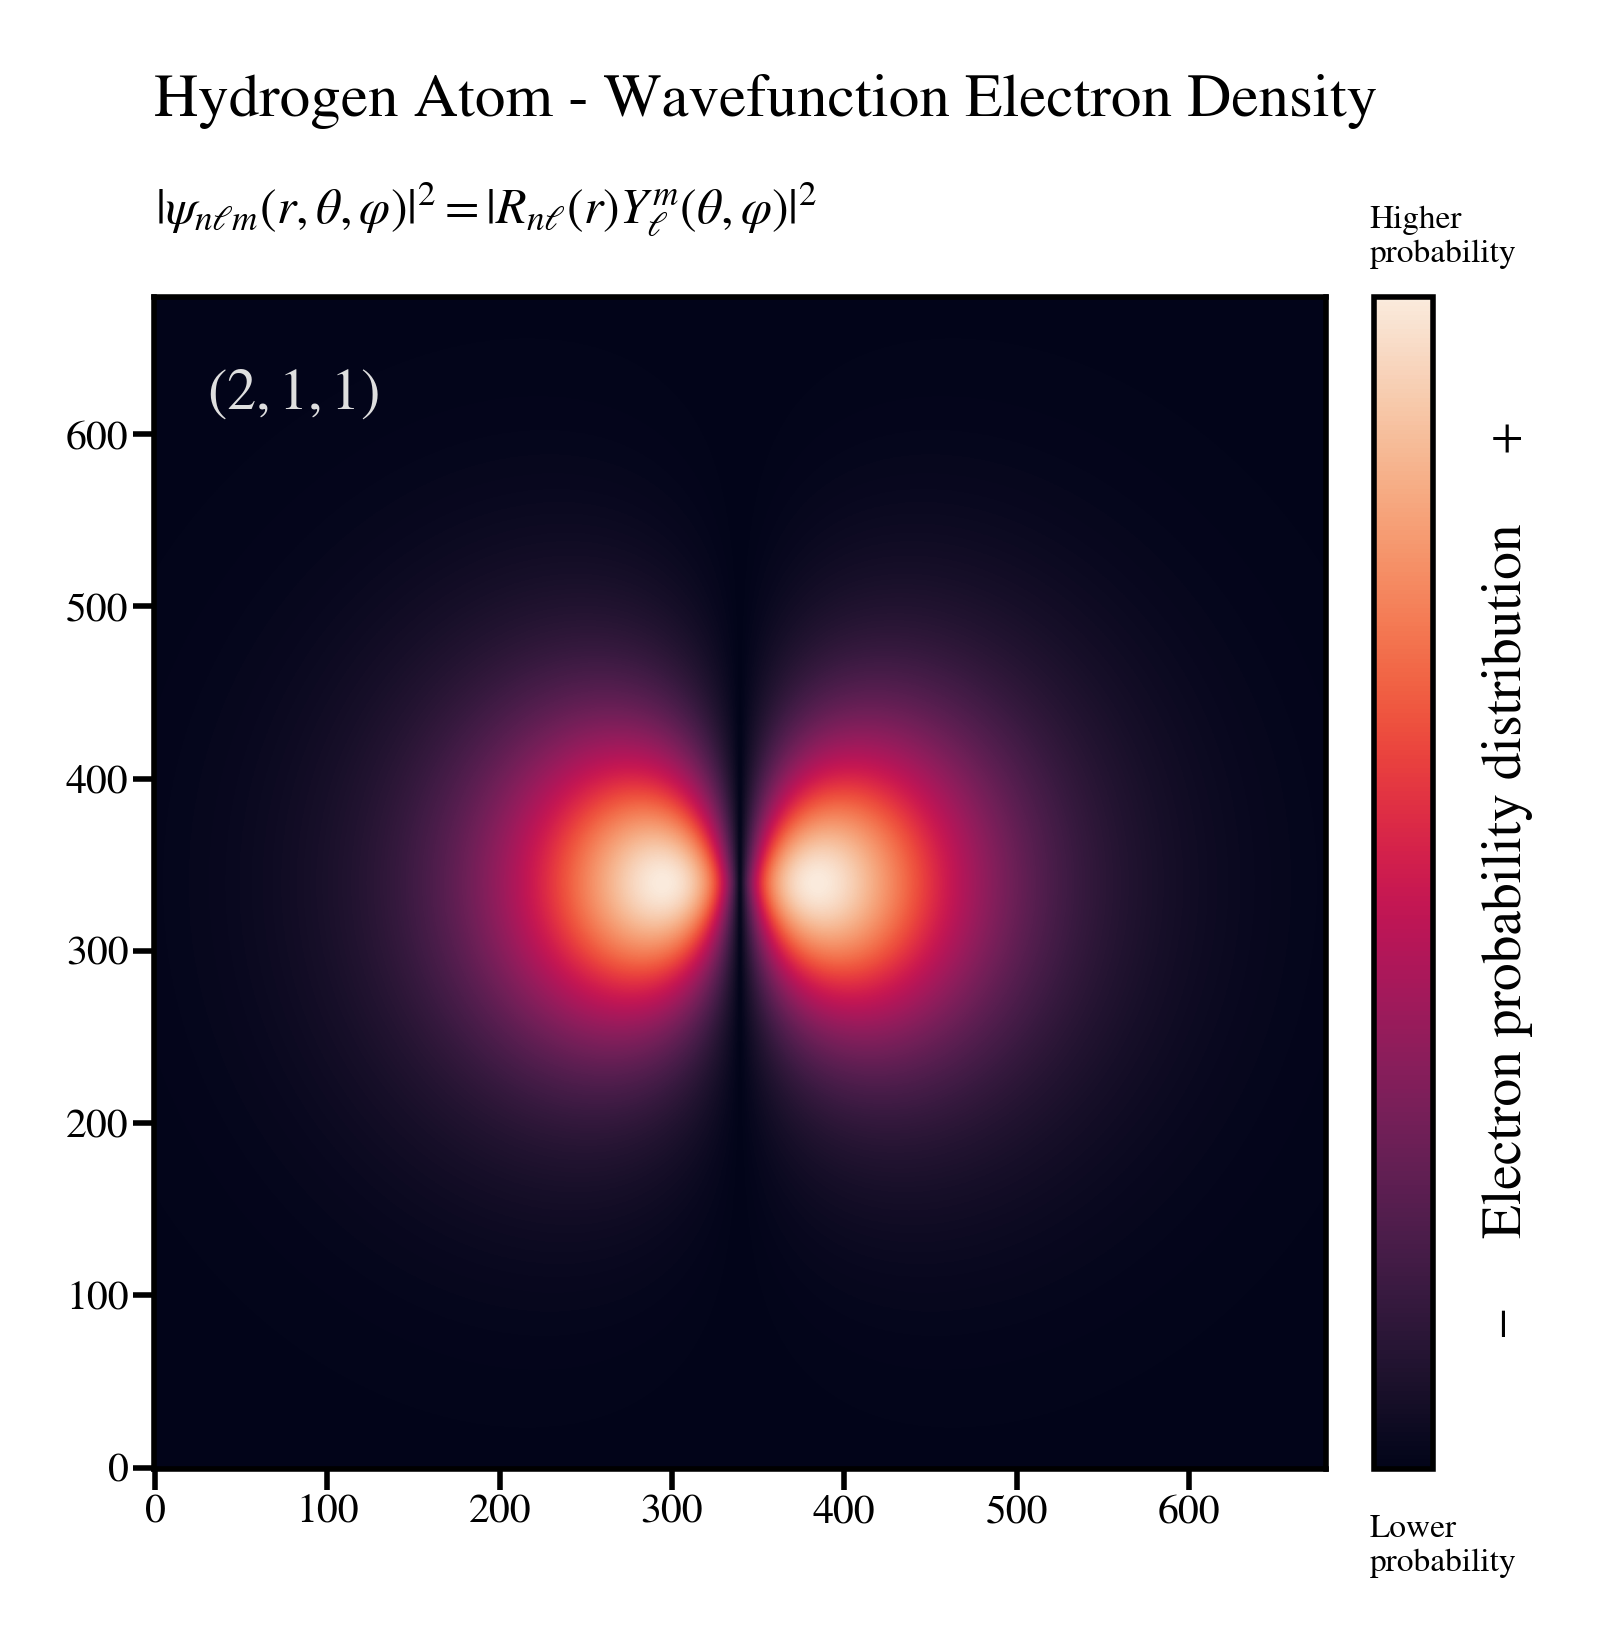 Hydrogen Atom - Wavefunction Electron Density
|ψnℓm(r, θ, φ)|² = |Rnℓ(r)Yℓᵐ(θ, φ)|²
Higher
probability
(2, 1, 1)
600
500
400
300
200
100
0
0 100 200 300 400 500 600
− Electron probability distribution +
Lower
probability